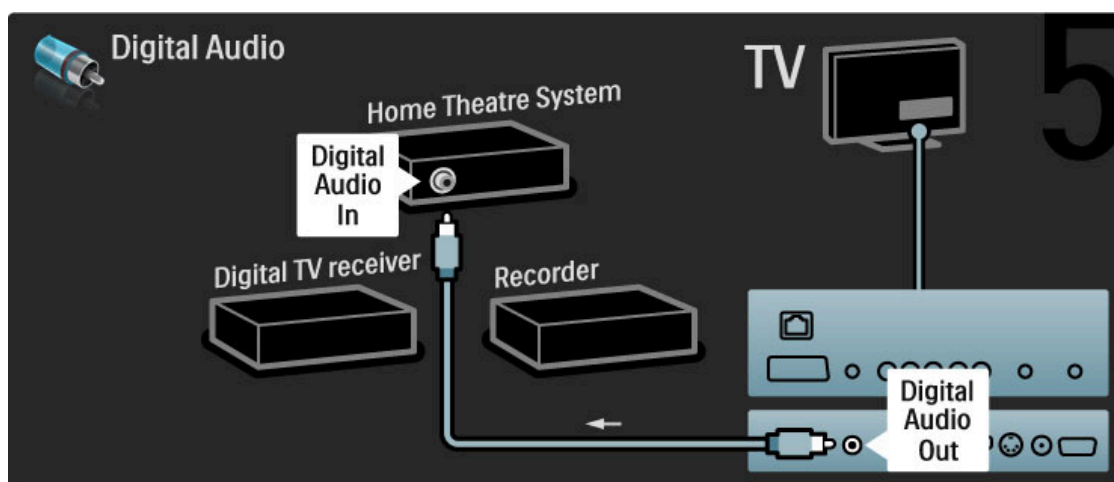 Digital Audio
TV
5
Home Theatre System
Digital
Audio
In
Digital TV receiver
Recorder
Digital
Audio
Out